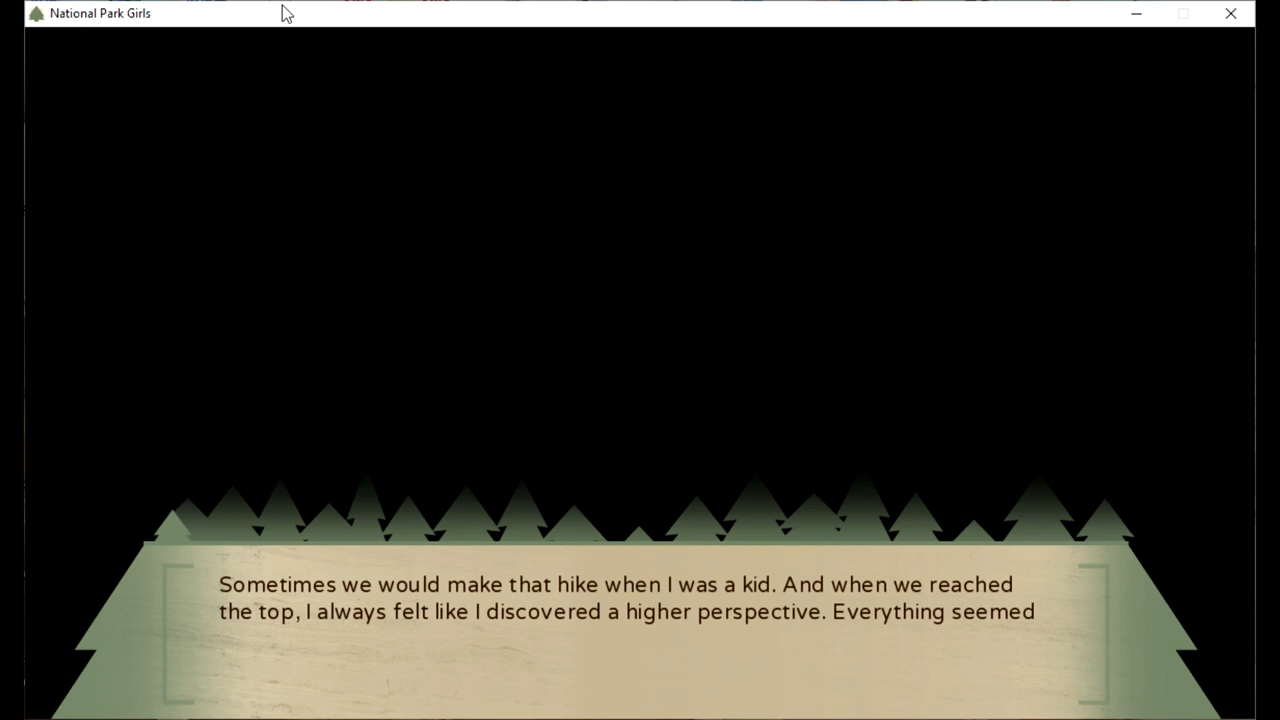 National Park Girls
Sometimes we would make that hike when I was a kid. And when we reached
the top, I always felt like I discovered a higher perspective. Everything seemed